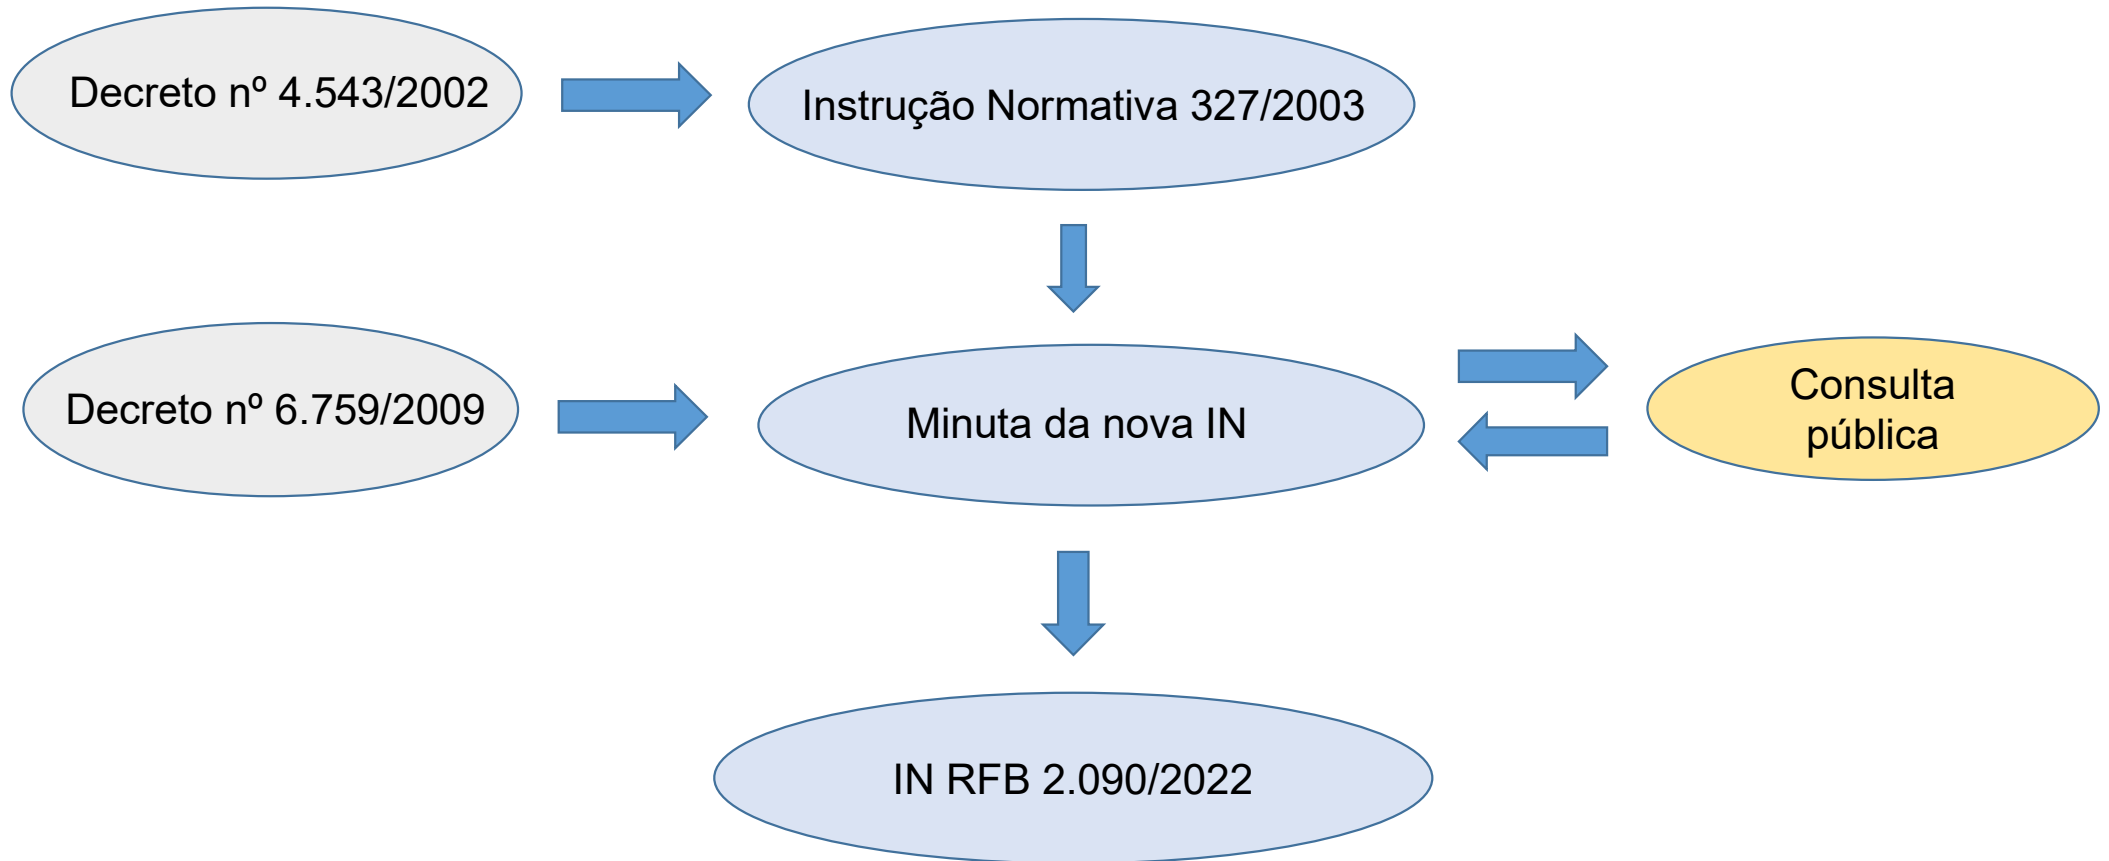 Decreto nº 4.543/2002
Instrução Normativa 327/2003
Decreto nº 6.759/2009
Minuta da nova IN
Consulta
pública
IN RFB 2.090/2022